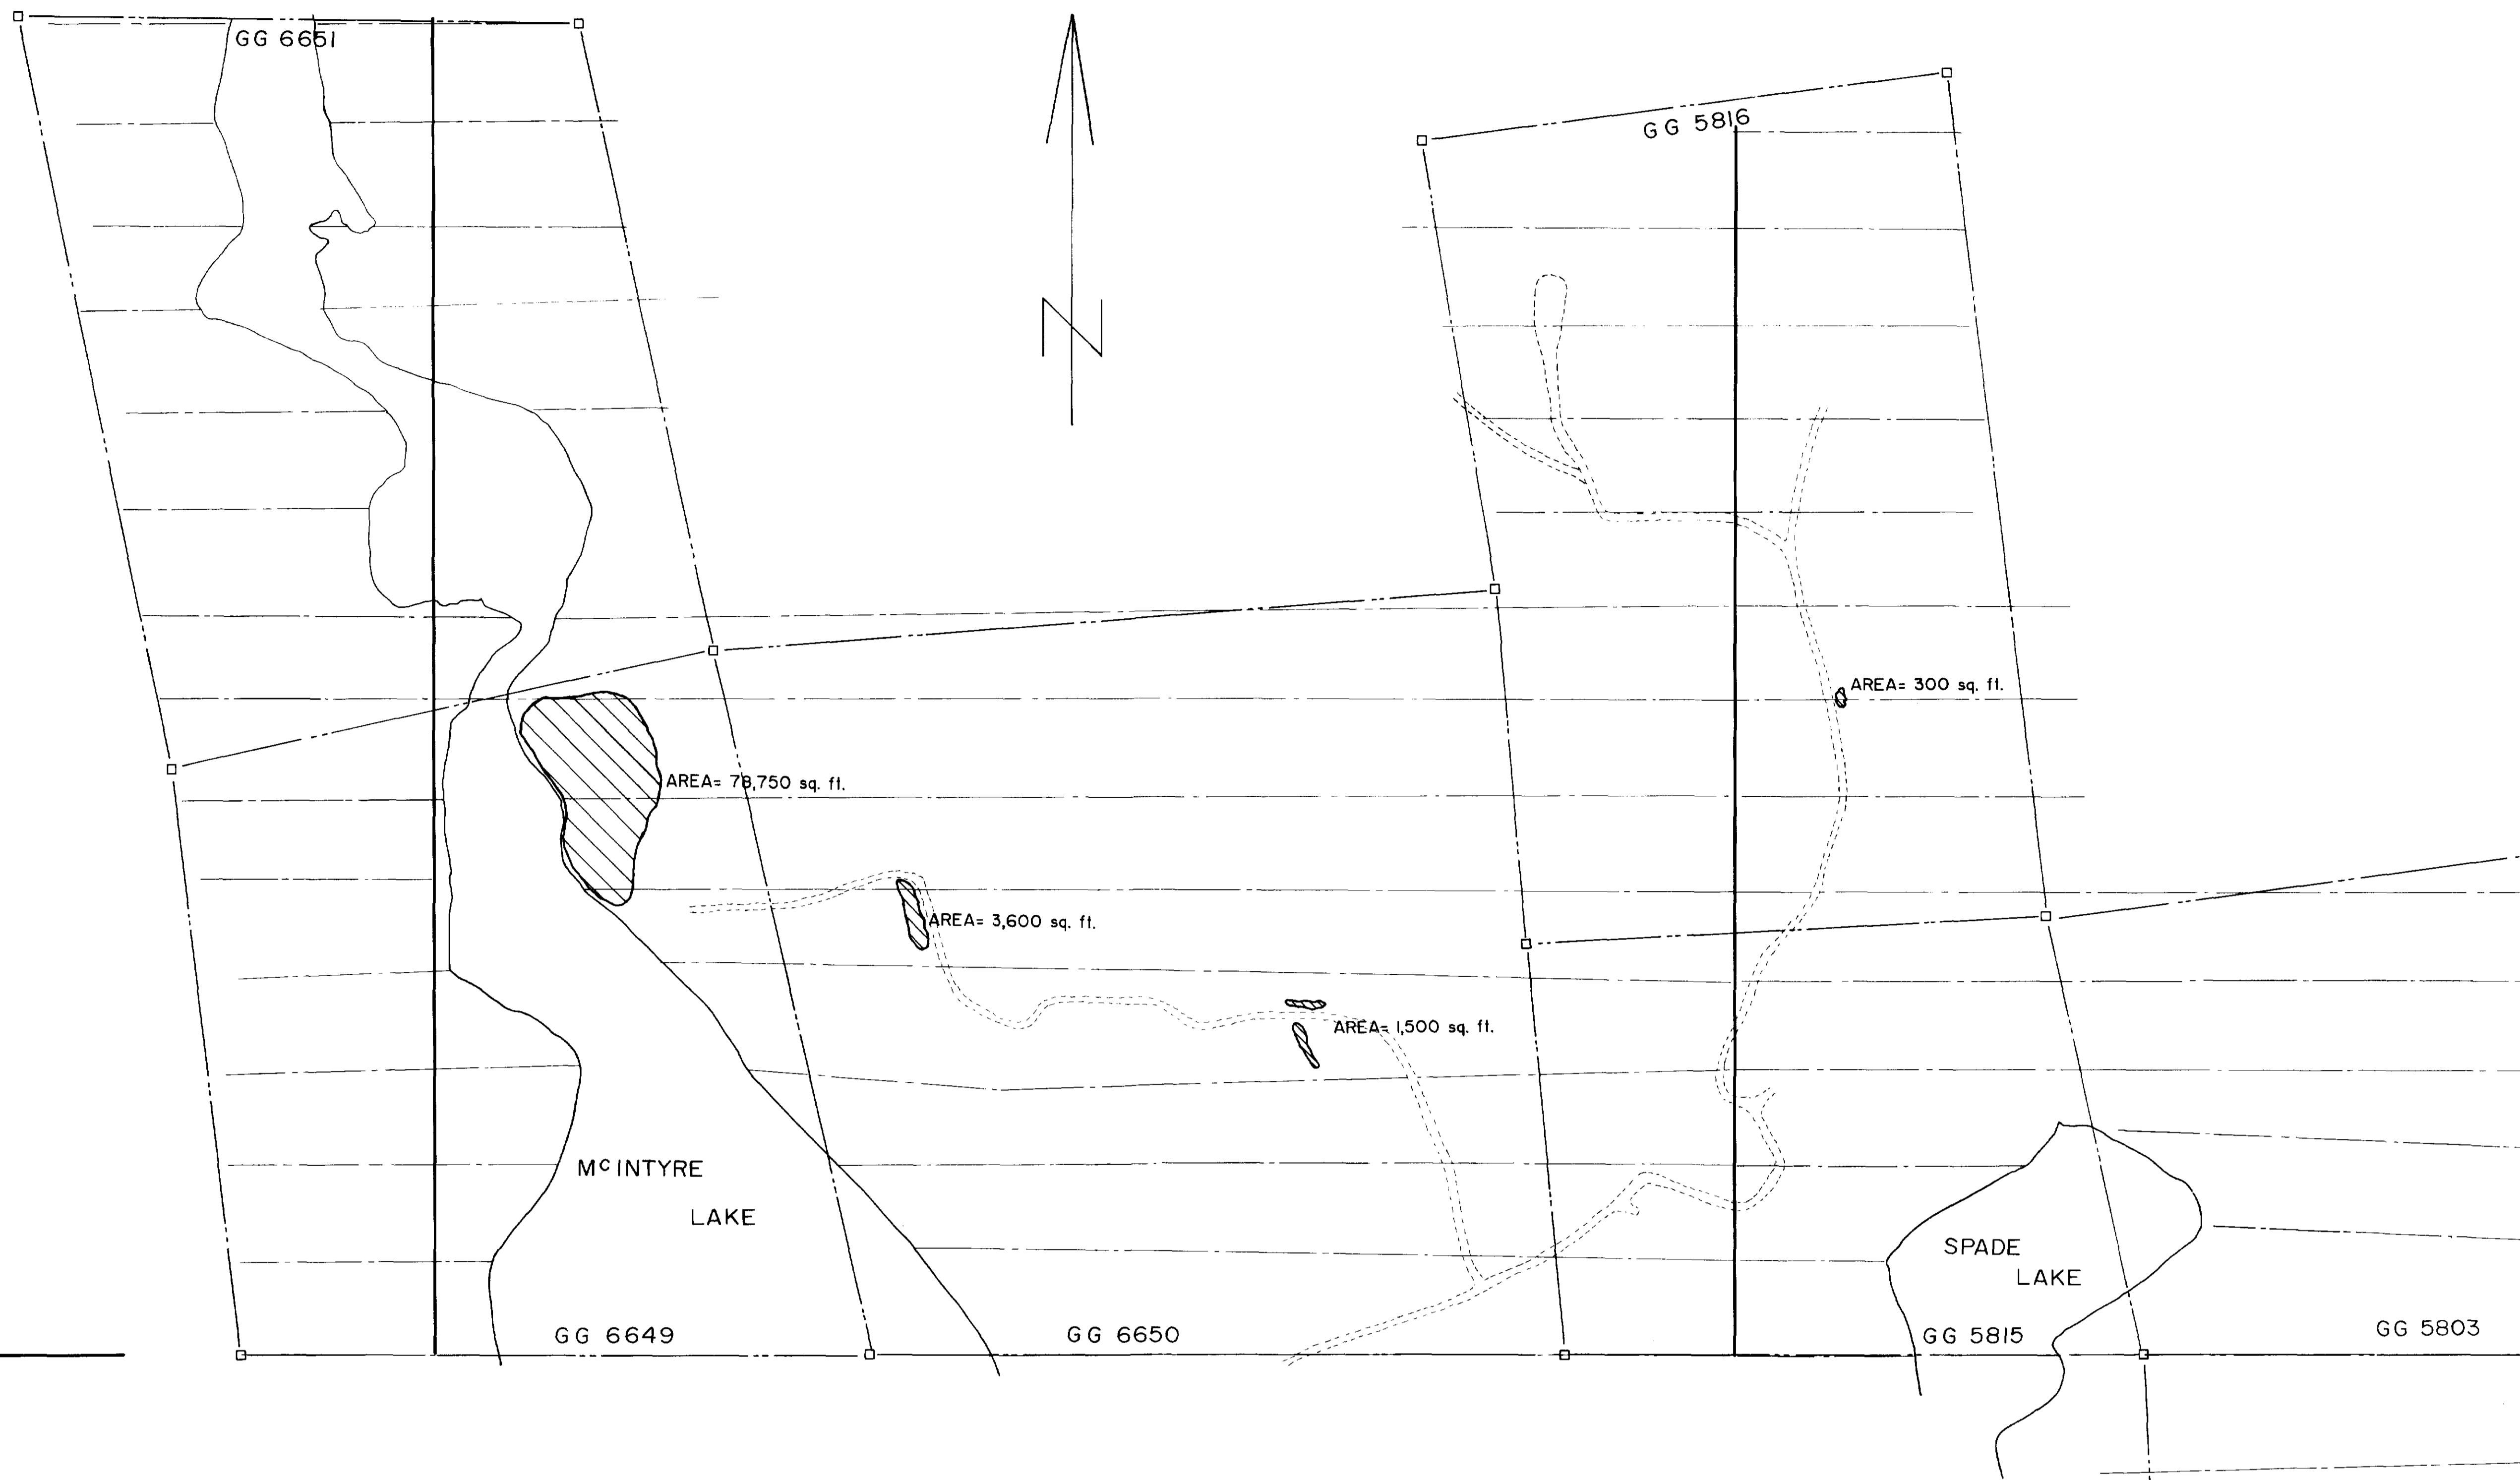 GG 6651
GG 5816
N
AREA= 300 sq. ft.
AREA= 78,750 sq. ft.
AREA= 3,600 sq. ft.
AREA= 1,500 sq. ft.
McINTYRE
LAKE
SPADE
LAKE
GG 6649
GG 6650
GG 5815
GG 5803